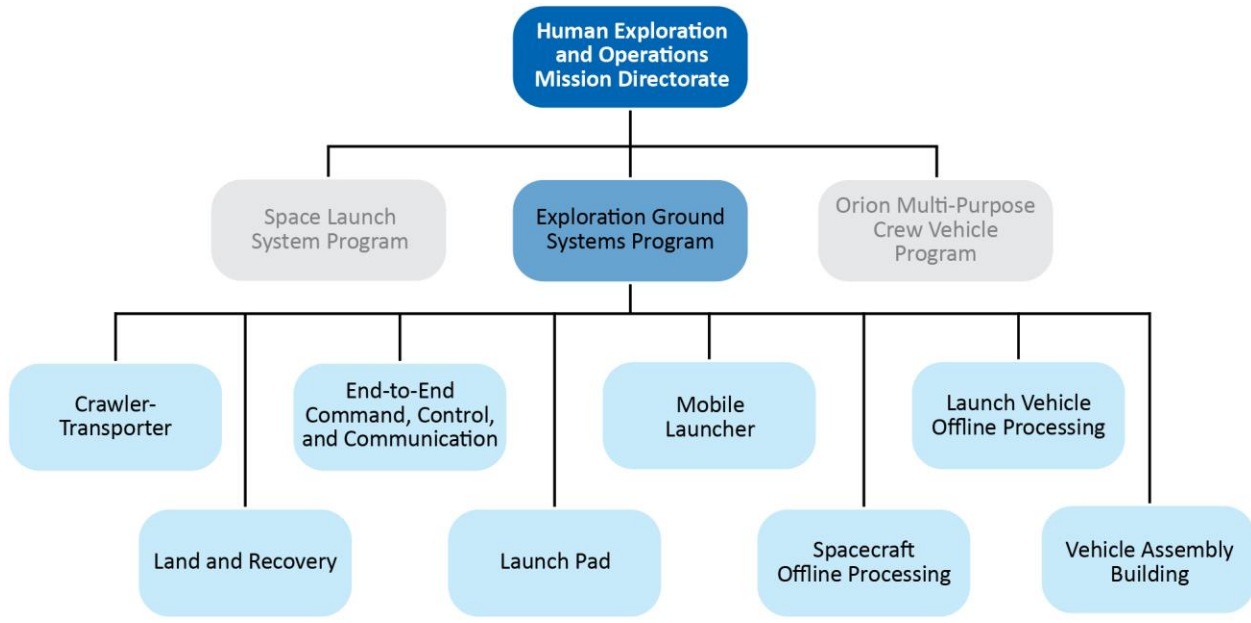 Human Exploration
and Operations
Mission Directorate
Space Launch
System Program
Exploration Ground
Systems Program
Orion Multi-Purpose
Crew Vehicle
Program
Crawler-
Transporter
End-to-End
Command, Control,
and Communication
Mobile
Launcher
Launch Vehicle
Offline Processing
Land and Recovery
Launch Pad
Spacecraft
Offline Processing
Vehicle Assembly
Building